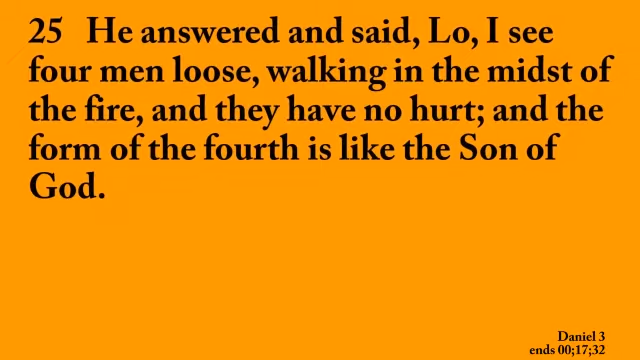 25 He answered and said, Lo, I see
four men loose, walking in the midst of
the fire, and they have no hurt; and the
form of the fourth is like the Son of
God.
Daniel 3
ends 00;17;32